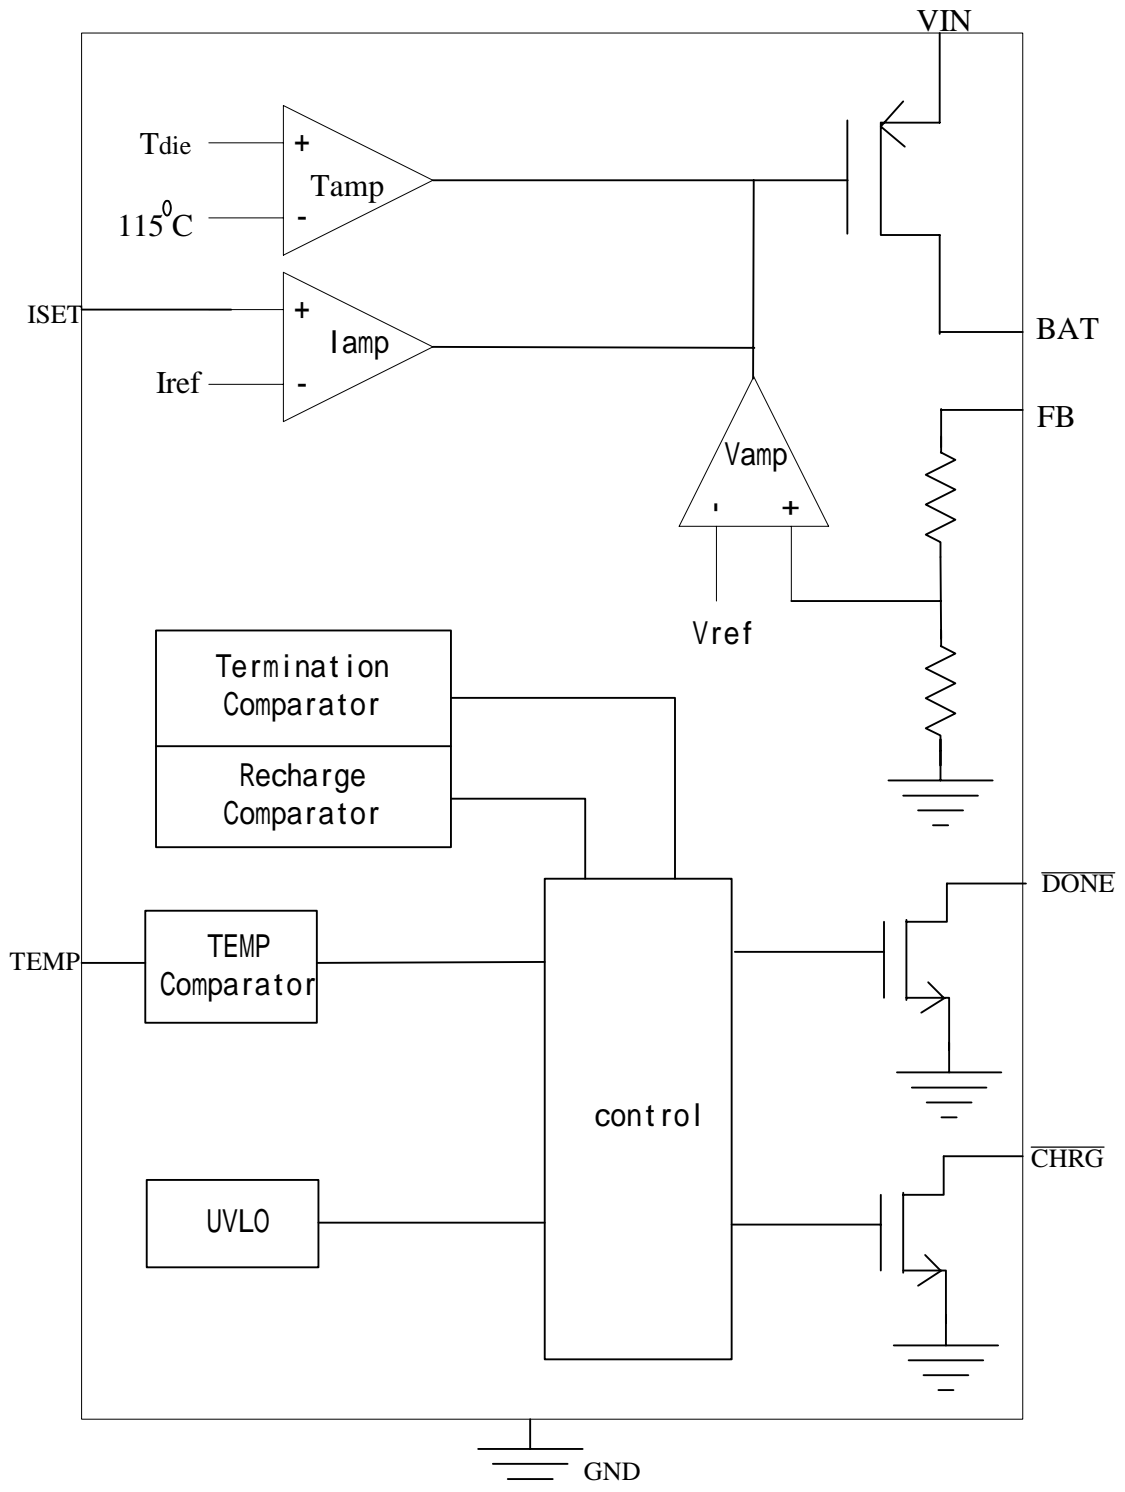 VIN
Tdie
+
Tamp
115⁰C
-
ISET
+
Iamp
BAT
Iref
-
FB
Vamp
- +
Vref
Termination
Comparator
Recharge
Comparator
DONE
TEMP
TEMP
Comparator
control
CHRG
UVLO
GND